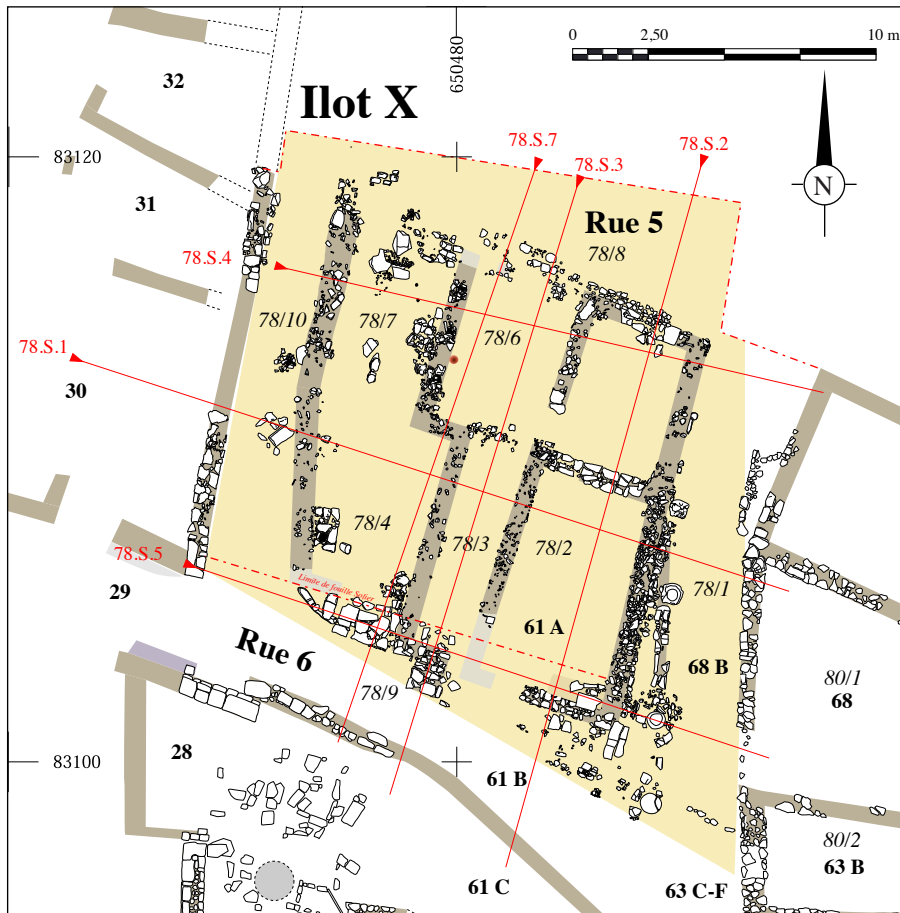 0 2,50 10 m
650480
32
Ilot X
78.S.7
78.S.3
78.S.2
83120
31
Rue 5
N
78/8
78.S.4
78/10
78/7
78/6
78.S.1
30
78/4
78/3
78/2
78.S.5
Limite de fouille Solier
78/1
29
61 A
Rue 6
68 B
80/1
78/9
68
28
83100
61 B
80/2
63 B
61 C
63 C-F